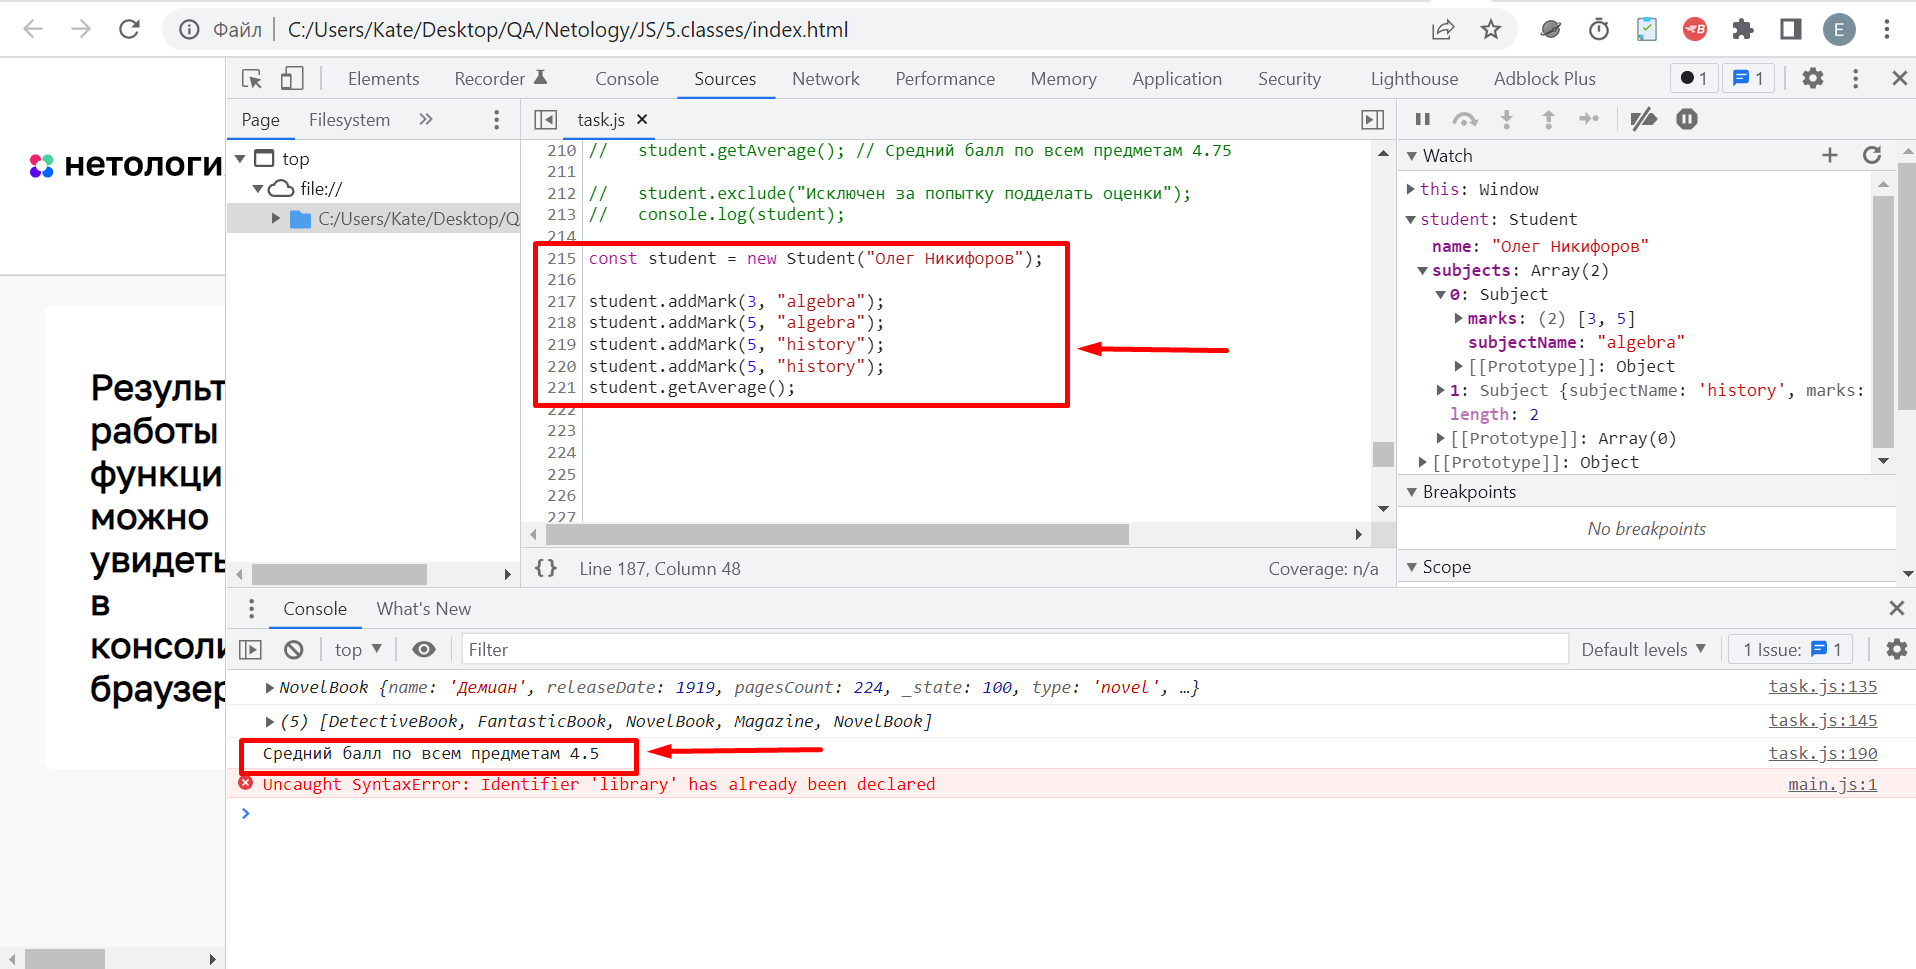 Файл C:/Users/Kate/Desktop/QA/Netology/JS/5.classes/index.html
E
нетологи
Результ
работы
функци
можно
увидеть
в
консоли
браузер
Elements Recorder Console Sources Network Performance Memory Application Security Lighthouse Adblock Plus 1 1
Page Filesystem
top
file://
C:/Users/Kate/Desktop/Q
task.js
210 // student.getAverage(); // Средний балл по всем предметам 4.75
211
212 // student.exclude("Исключен за попытку подделать оценки");
213 // console.log(student);
214
215 const student = new Student("Олег Никифоров");
216
217 student.addMark(3, "algebra");
218 student.addMark(5, "algebra");
219 student.addMark(5, "history");
220 student.addMark(5, "history");
221 student.getAverage();
222
223
224
225
226
227
{} Line 187, Column 48 Coverage: n/a
Watch
this: Window
student: Student
name: "Олег Никифоров"
subjects: Array(2)
0: Subject
marks: (2) [3, 5]
subjectName: "algebra"
[[Prototype]]: Object
1: Subject {subjectName: 'history', marks:
length: 2
[[Prototype]]: Array(0)
[[Prototype]]: Object
Breakpoints
No breakpoints
Scope
Console What's New
top Filter Default levels 1 Issue: 1
NovelBook {name: 'Демиан', releaseDate: 1919, pagesCount: 224, _state: 100, type: 'novel', …} task.js:135
(5) [DetectiveBook, FantasticBook, NovelBook, Magazine, NovelBook] task.js:145
Средний балл по всем предметам 4.5 task.js:190
Uncaught SyntaxError: Identifier 'library' has already been declared main.js:1